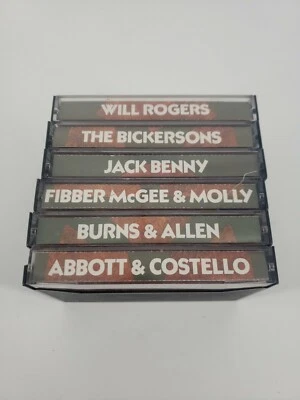 WILL ROGERS
THE BICKERSONS
JACK BENNY
FIBBER McGEE & MOLLY
BURNS & ALLEN
ABBOTT & COSTELLO